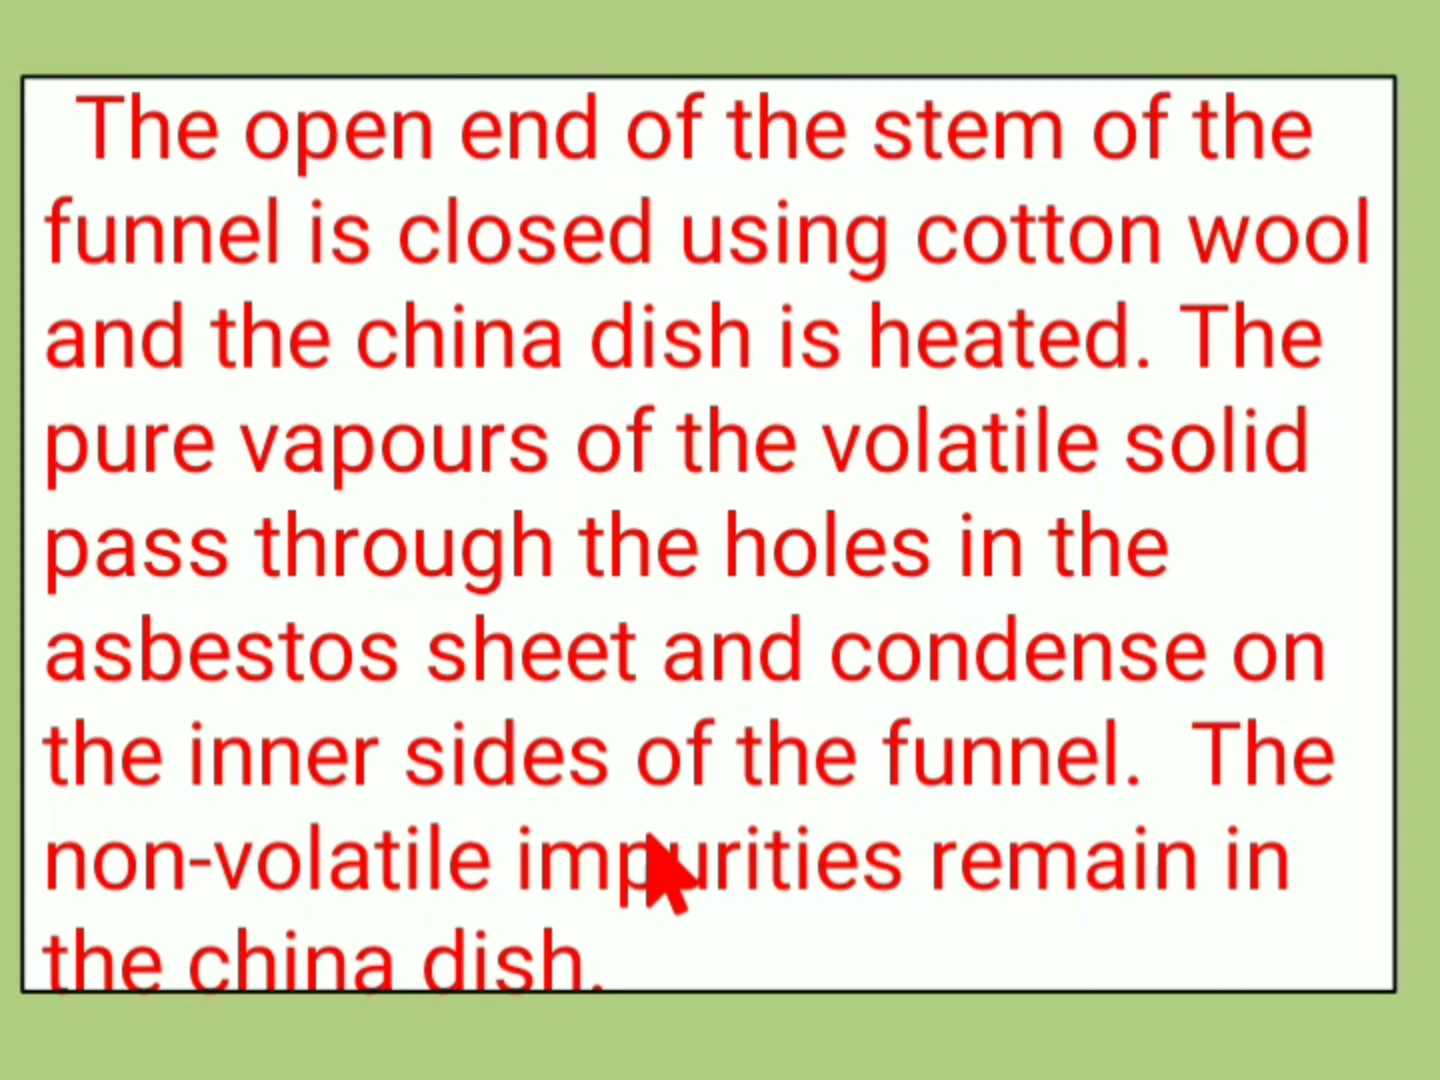 The open end of the stem of the
funnel is closed using cotton wool
and the china dish is heated. The
pure vapours of the volatile solid
pass through the holes in the
asbestos sheet and condense on
the inner sides of the funnel.  The
non-volatile impurities remain in
the china dish.